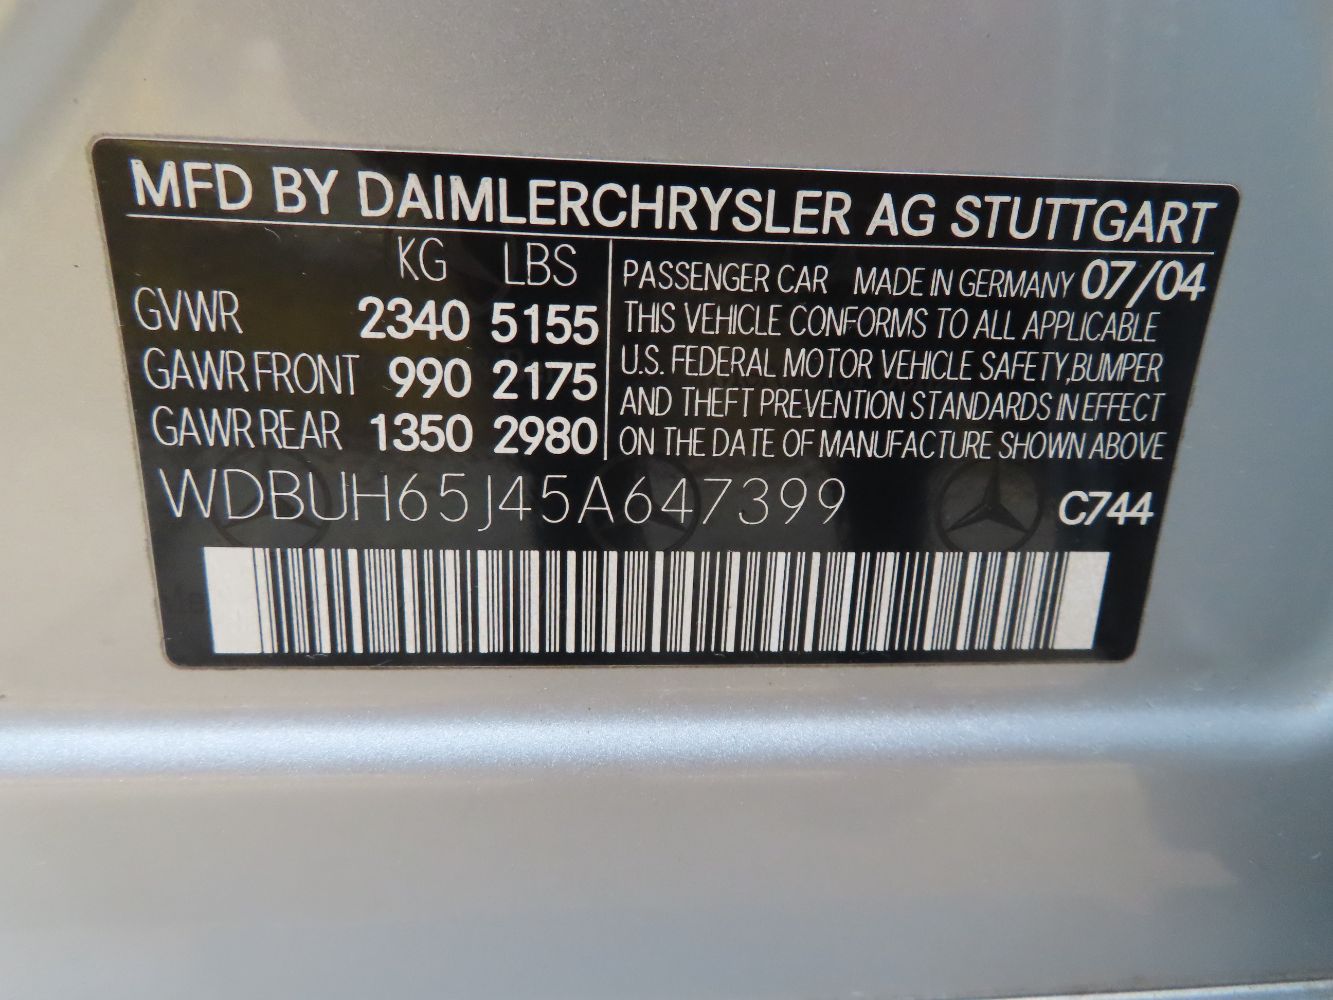 MFD BY DAIMLERCHRYSLER AG STUTTGART
KG LBS
GVWR 2340 5155
GAWR FRONT 990 2175
GAWR REAR 1350 2980
PASSENGER CAR MADE IN GERMANY 07/04
THIS VEHICLE CONFORMS TO ALL APPLICABLE
U.S. FEDERAL MOTOR VEHICLE SAFETY,BUMPER
AND THEFT PREVENTION STANDARDS IN EFFECT
ON THE DATE OF MANUFACTURE SHOWN ABOVE
WDBUH65J45A647399 C744